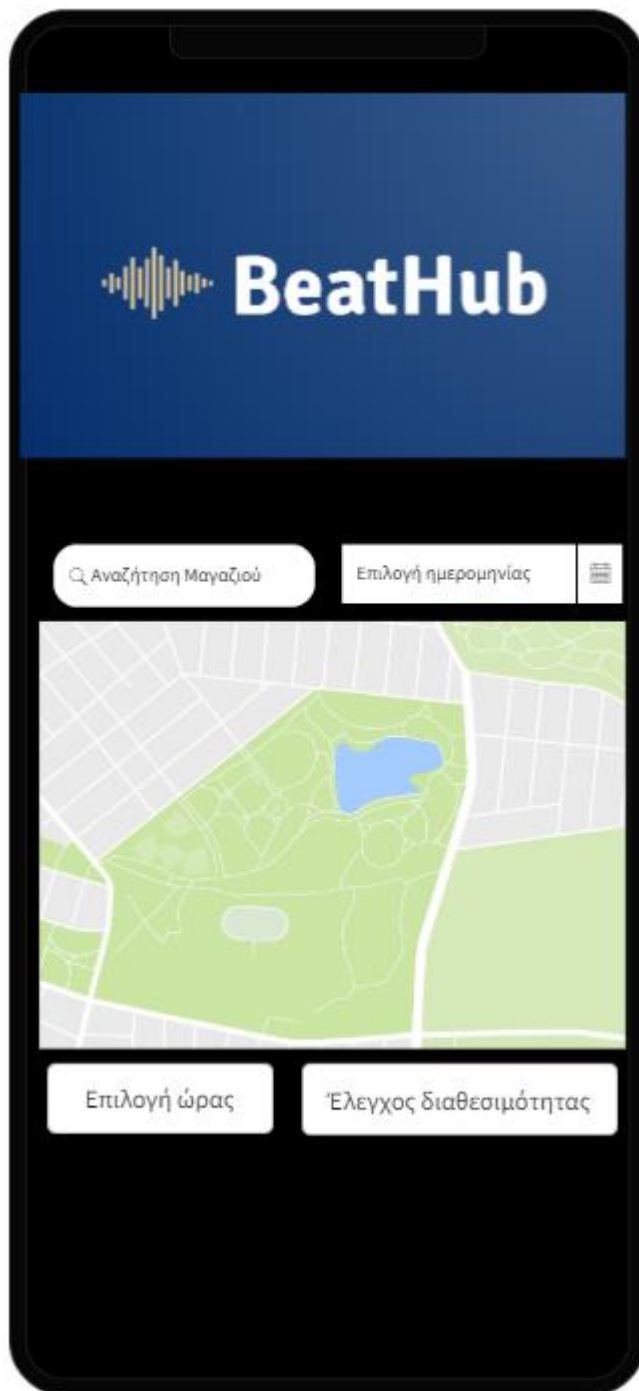 BeatHub
Αναζήτηση Μαγαζιού
Επιλογή ημερομηνίας
Επιλογή ώρας
Έλεγχος διαθεσιμότητας